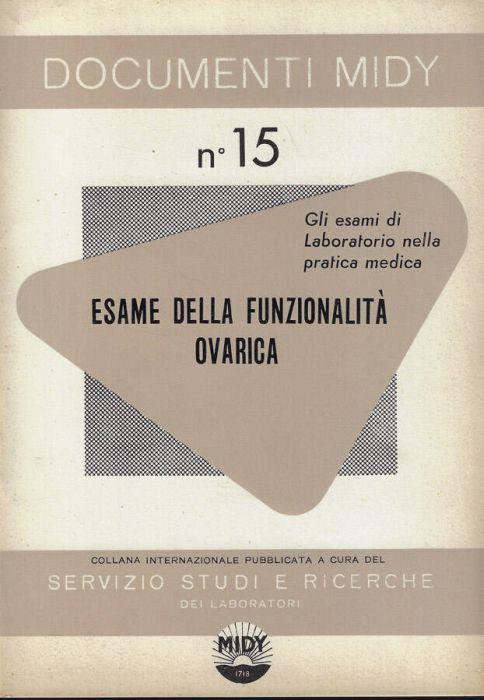 DOCUMENTI MIDY
n° 15
Gli esami di
Laboratorio nella
pratica medica
ESAME DELLA FUNZIONALITÀ
OVARICA
COLLANA INTERNAZIONALE PUBBLICATA A CURA DEL
SERVIZIO STUDI E RICERCHE
DEI LABORATORI
MIDY
1718